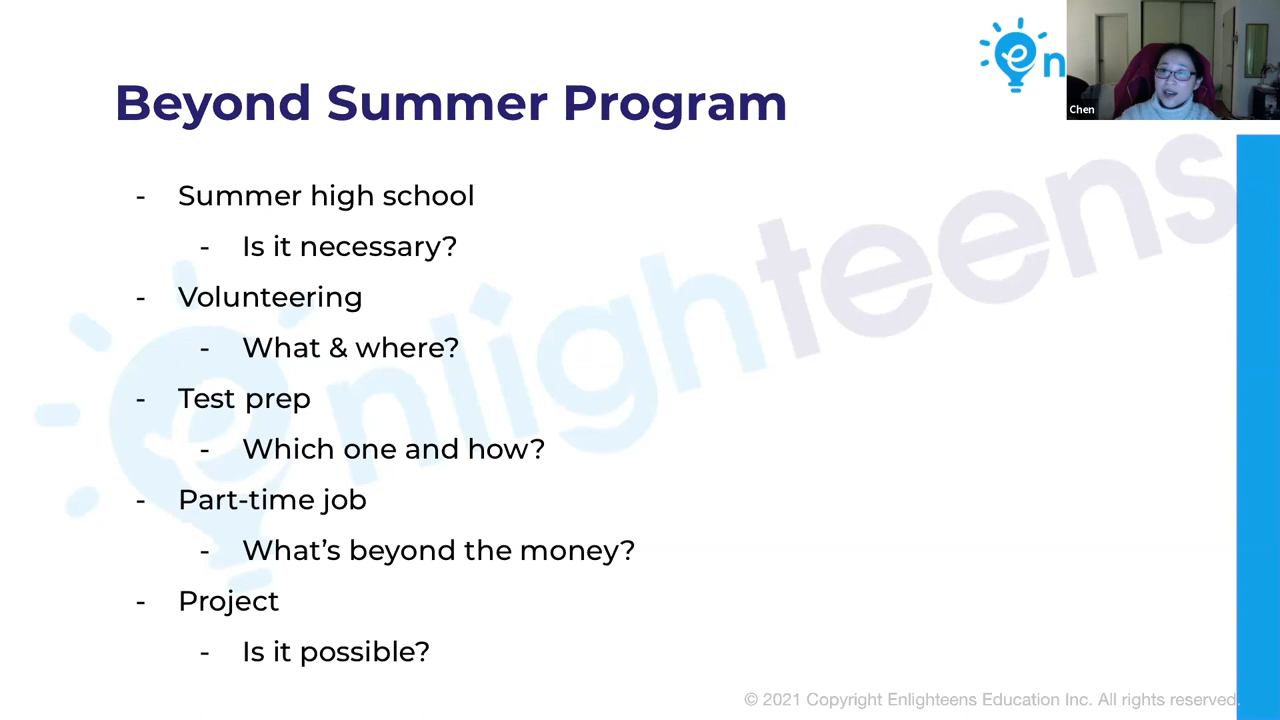 en
Chen
Beyond Summer Program
- Summer high school
- Is it necessary?
- Volunteering
- What & where?
- Test prep
- Which one and how?
- Part-time job
- What’s beyond the money?
- Project
- Is it possible?
enlighteens
© 2021 Copyright Enlighteens Education Inc. All rights reserved.